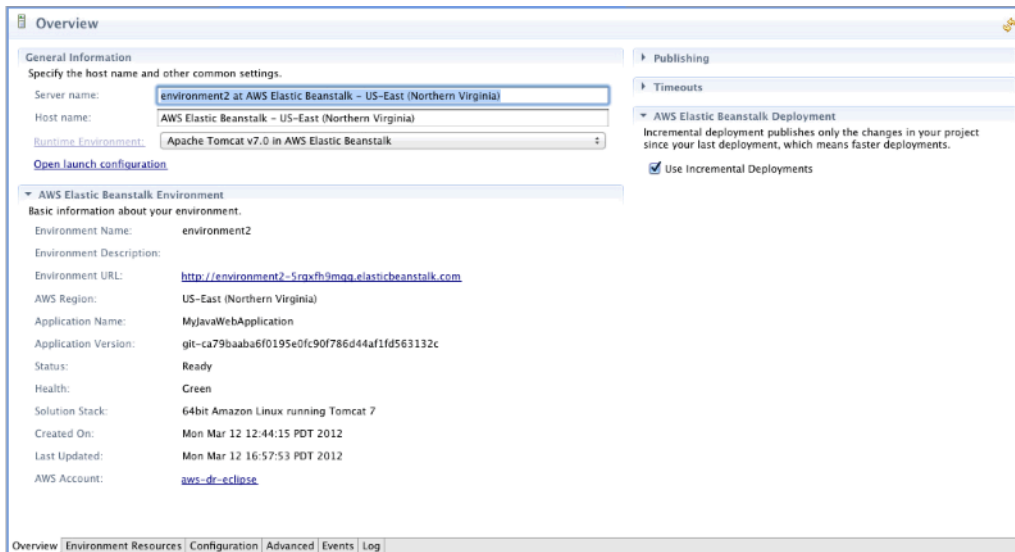 Overview
General Information
Specify the host name and other common settings.
Server name: environment2 at AWS Elastic Beanstalk - US-East (Northern Virginia)
Host name: AWS Elastic Beanstalk - US-East (Northern Virginia)
Runtime Environment: Apache Tomcat v7.0 in AWS Elastic Beanstalk
Open launch configuration
AWS Elastic Beanstalk Environment
Basic information about your environment.
Environment Name: environment2
Environment Description:
Environment URL: http://environment2-5rgxfh9mgg.elasticbeanstalk.com
AWS Region: US-East (Northern Virginia)
Application Name: MyJavaWebApplication
Application Version: git-ca79baaba6f0195e0fc90f786d44af1fd563132c
Status: Ready
Health: Green
Solution Stack: 64bit Amazon Linux running Tomcat 7
Created On: Mon Mar 12 12:44:15 PDT 2012
Last Updated: Mon Mar 12 16:57:53 PDT 2012
AWS Account: aws-dr-eclipse
Publishing
Timeouts
AWS Elastic Beanstalk Deployment
Incremental deployment publishes only the changes in your project
since your last deployment, which means faster deployments.
Use Incremental Deployments
Overview Environment Resources Configuration Advanced Events Log